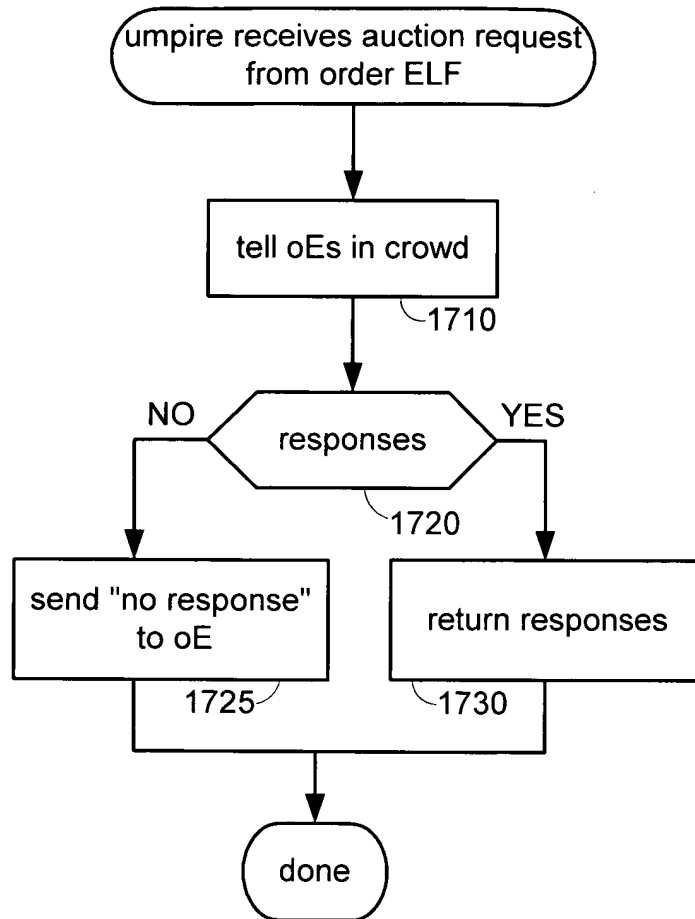 umpire receives auction request
from order ELF
tell oEs in crowd
1710
NO
YES
responses
1720
send "no response"
to oE
return responses
1725
1730
done